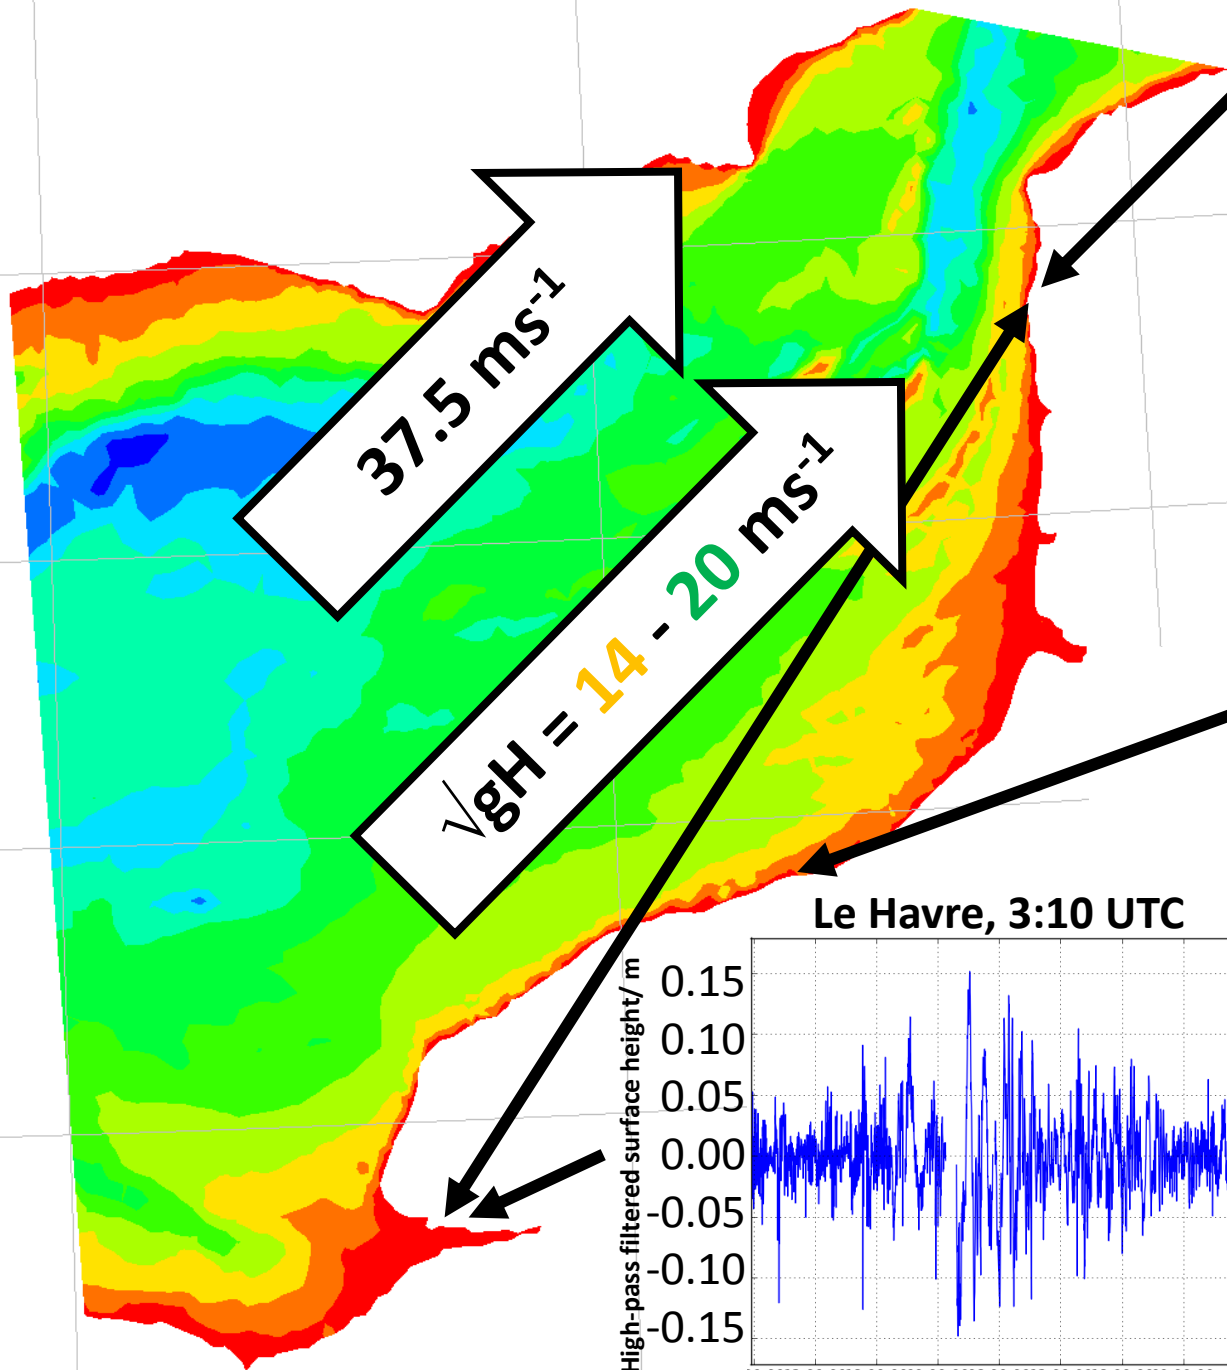 37.5 ms⁻¹
√gH = 14 - 20 ms⁻¹
Le Havre, 3:10 UTC
High-pass filtered surface height/ m
0.15
0.10
0.05
0.00
-0.05
-0.10
-0.15